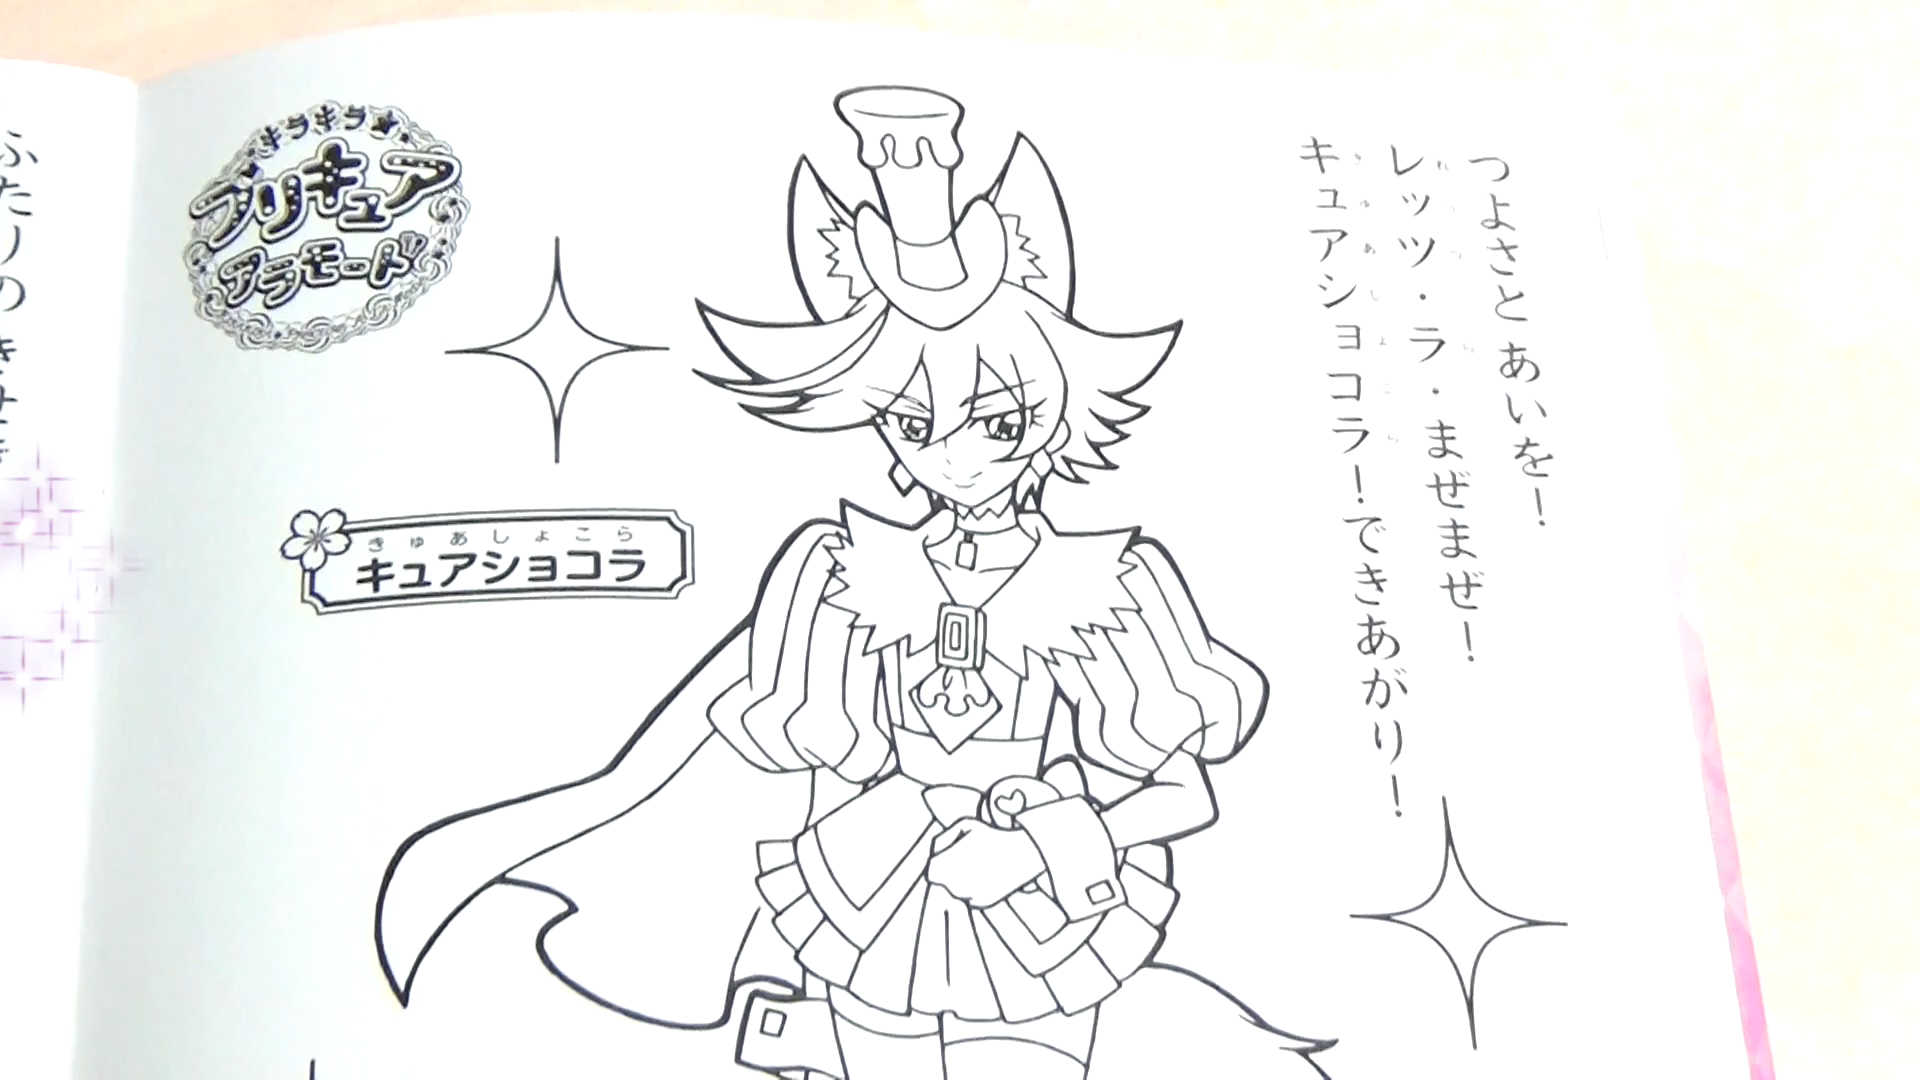 キラキラ★
プリキュア
アラモード
きゅあしょこら
キュアショコラ
つよさとあいを!
レッツ・ラ・まぜまぜ!
キュアショコラ!できあがり!
ふたりの